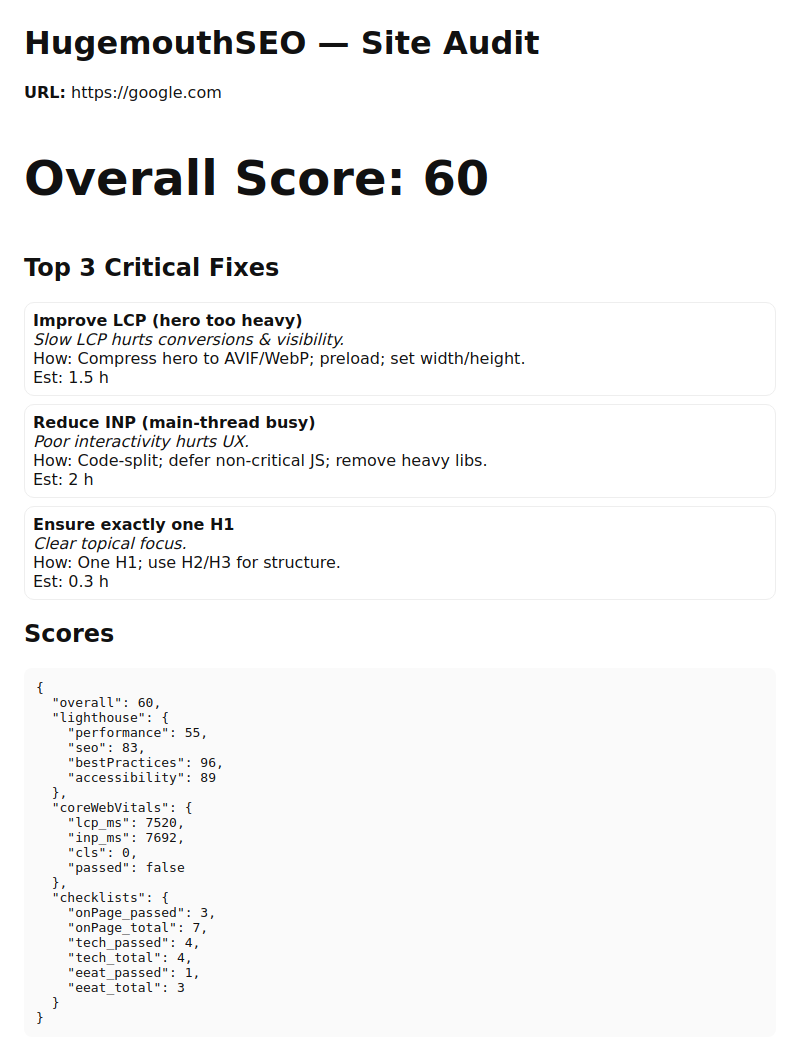 HugemouthSEO — Site Audit
URL: https://google.com
Overall Score: 60
Top 3 Critical Fixes
Improve LCP (hero too heavy)
Slow LCP hurts conversions & visibility.
How: Compress hero to AVIF/WebP; preload; set width/height.
Est: 1.5 h
Reduce INP (main-thread busy)
Poor interactivity hurts UX.
How: Code-split; defer non-critical JS; remove heavy libs.
Est: 2 h
Ensure exactly one H1
Clear topical focus.
How: One H1; use H2/H3 for structure.
Est: 0.3 h
Scores
{
  "overall": 60,
  "lighthouse": {
    "performance": 55,
    "seo": 83,
    "bestPractices": 96,
    "accessibility": 89
  },
  "coreWebVitals": {
    "lcp_ms": 7520,
    "inp_ms": 7692,
    "cls": 0,
    "passed": false
  },
  "checklists": {
    "onPage_passed": 3,
    "onPage_total": 7,
    "tech_passed": 4,
    "tech_total": 4,
    "eeat_passed": 1,
    "eeat_total": 3
  }
}